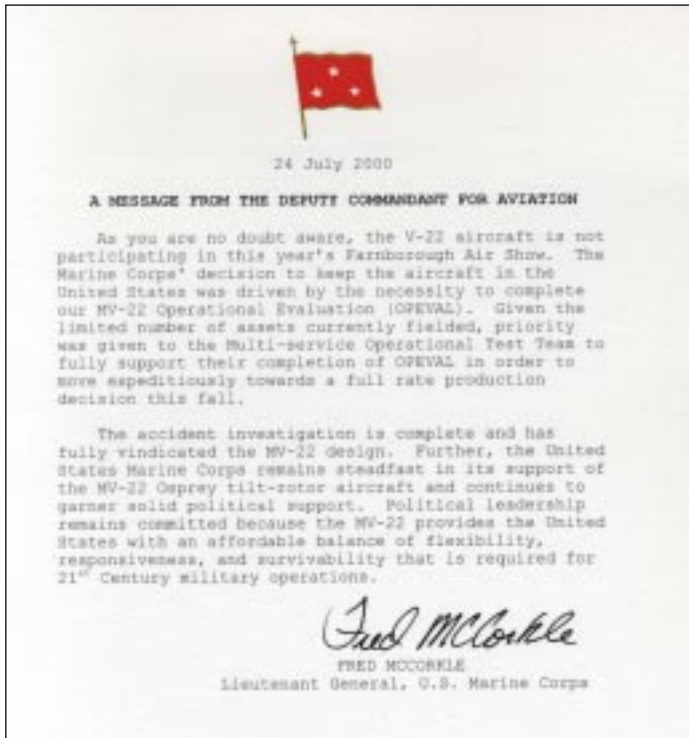 24 July 2000
A MESSAGE FROM THE DEPUTY COMMANDANT FOR AVIATION
As you are no doubt aware, the V-22 aircraft is not
participating in this year's Farnborough Air Show. The
Marine Corps' decision to keep the aircraft in the
United States was driven by the necessity to complete
our MV-22 Operational Evaluation (OPEVAL). Given the
limited number of assets currently fielded, priority
was given to the Multi-service Operational Test Team to
fully support their completion of OPEVAL in order to
move expeditiously towards a full rate production
decision this fall.
The accident investigation is complete and has
fully vindicated the MV-22 design. Further, the United
States Marine Corps remains steadfast in its support of
the MV-22 Osprey tilt-rotor aircraft and continues to
garner solid political support. Political leadership
remains committed because the MV-22 provides the United
States with an affordable balance of flexibility,
responsiveness, and survivability that is required for
21st Century military operations.
Fred McCorkle
FRED MCCORKLE
Lieutenant General, U.S. Marine Corps